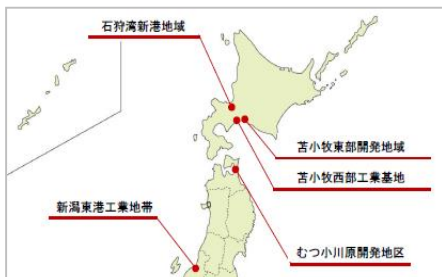 石狩湾新港地域
苫小牧東部開発地域
苫小牧西部工業基地
新潟東港工業地帯
むつ小川原開発地区